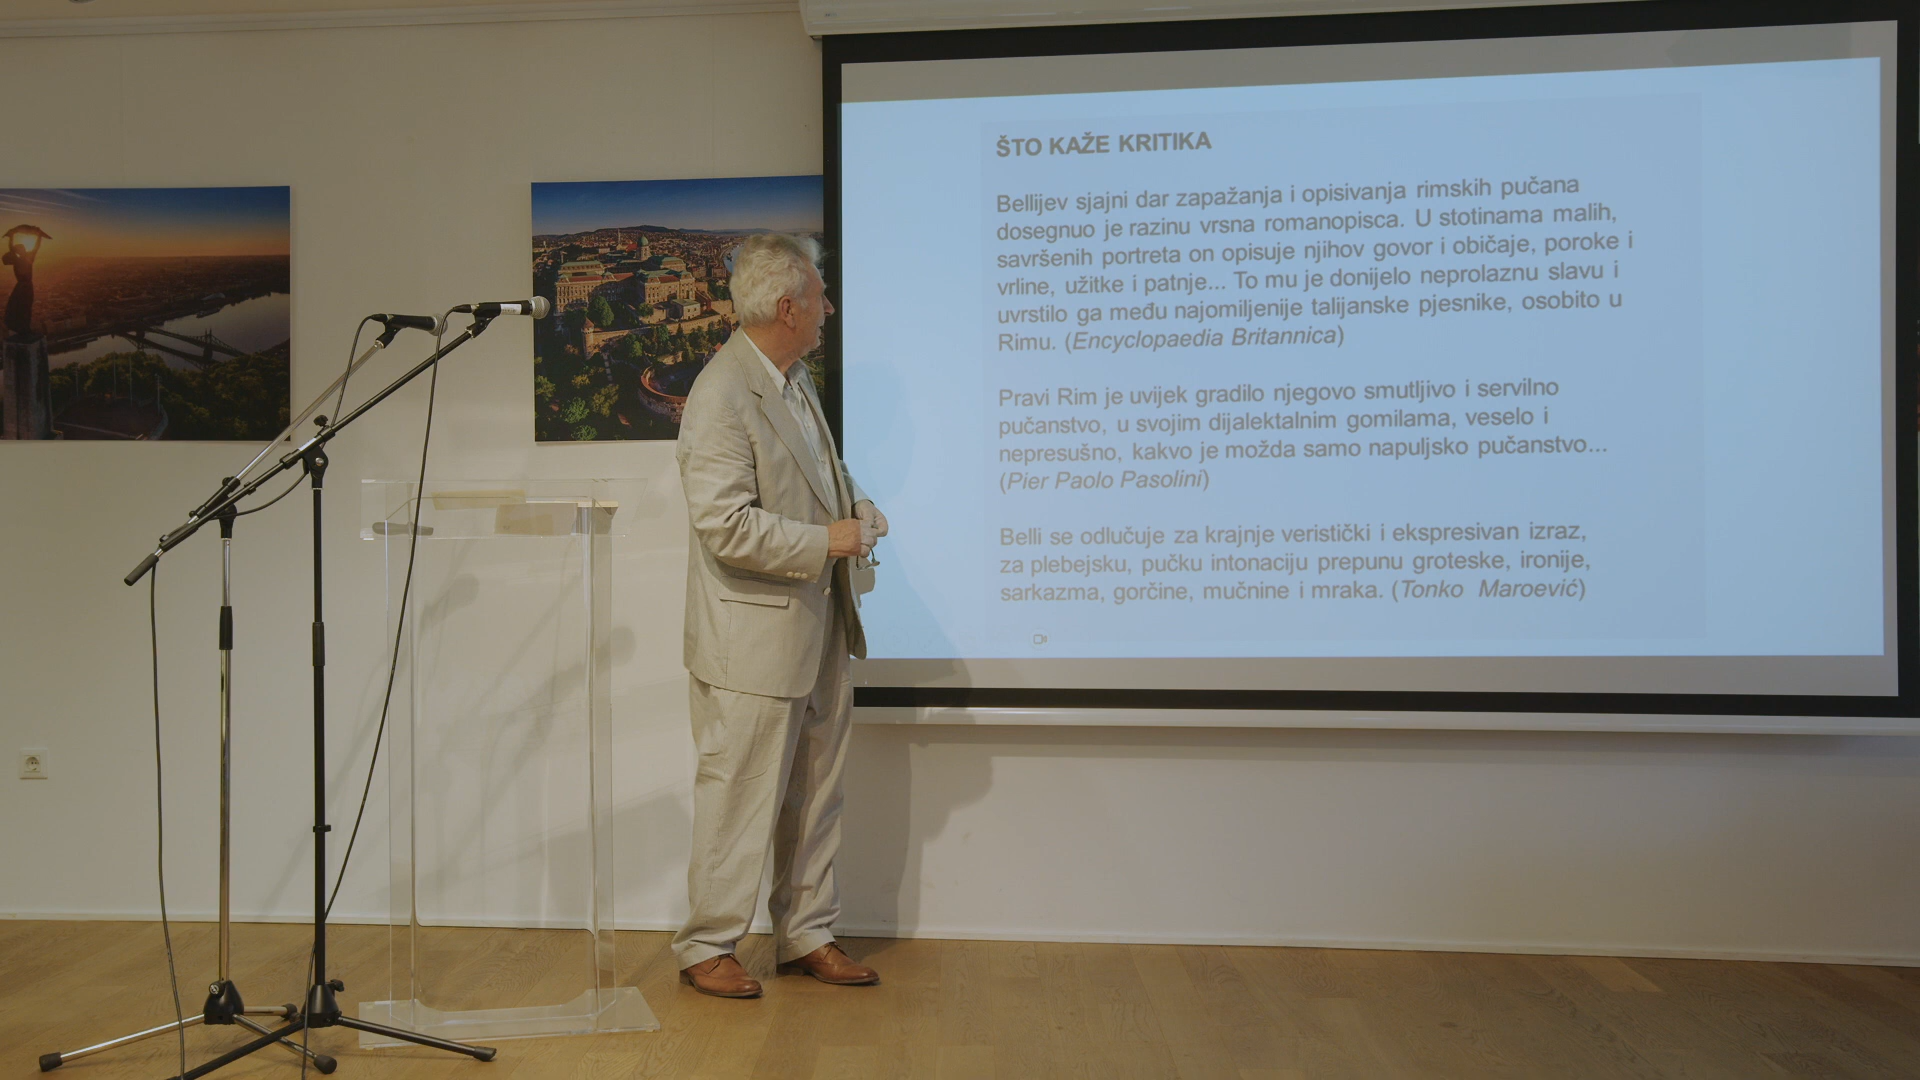 ŠTO KAŽE KRITIKA
Bellijev sjajni dar zapažanja i opisivanja rimskih pučana
dosegnuo je razinu vrsna romanopisca. U stotinama malih,
savršenih portreta on opisuje njihov govor i običaje, poroke i
vrline, užitke i patnje... To mu je donijelo neprolaznu slavu i
uvrstilo ga među najomiljenije talijanske pjesnike, osobito u
Rimu. (Encyclopaedia Britannica)
Pravi Rim je uvijek gradilo njegovo smutljivo i servilno
pučanstvo, u svojim dijalektalnim gomilama, veselo i
nepresušno, kakvo je možda samo napuljsko pučanstvo...
(Pier Paolo Pasolini)
Belli se odlučuje za krajnje veristički i ekspresivan izraz,
za plebejsku, pučku intonaciju prepunu groteske, ironije,
sarkazma, gorčine, mučnine i mraka. (Tonko Maroević)